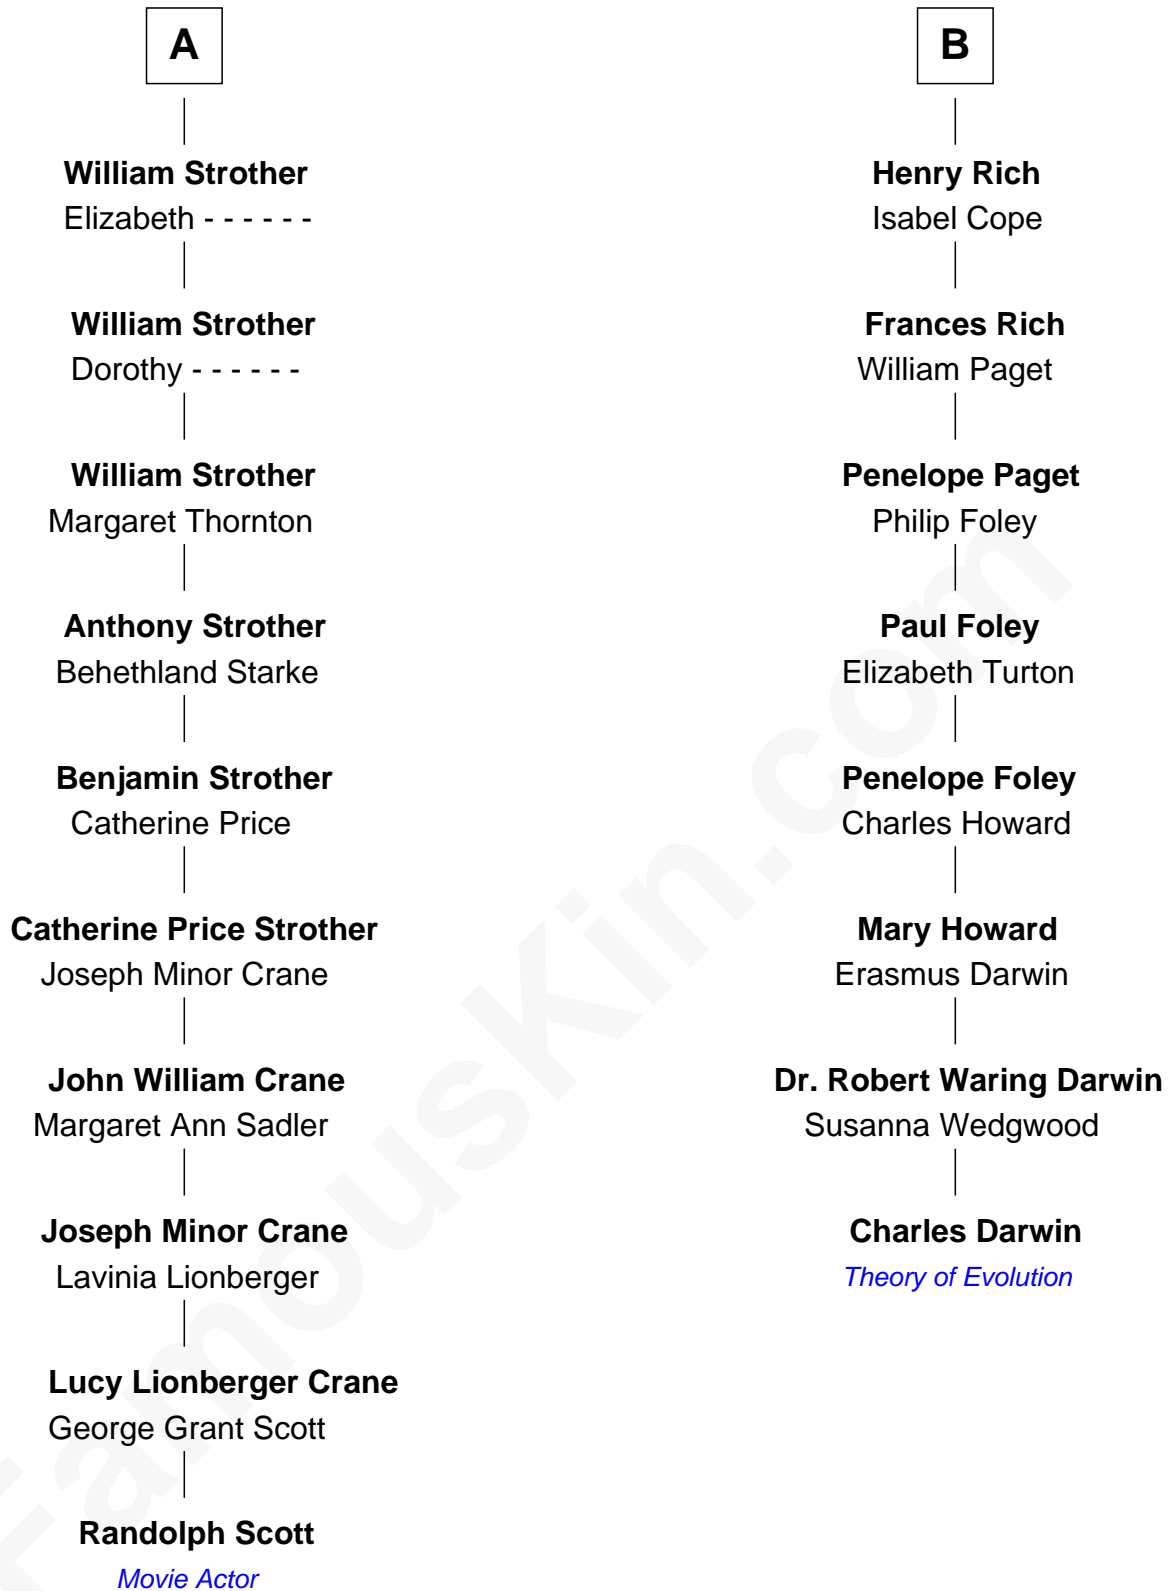 A
William Strother
Elizabeth - - - - - -
William Strother
Dorothy - - - - - -
William Strother
Margaret Thornton
Anthony Strother
Behethland Starke
Benjamin Strother
Catherine Price
Catherine Price Strother
Joseph Minor Crane
John William Crane
Margaret Ann Sadler
Joseph Minor Crane
Lavinia Lionberger
Lucy Lionberger Crane
George Grant Scott
Randolph Scott
Movie Actor
B
Henry Rich
Isabel Cope
Frances Rich
William Paget
Penelope Paget
Philip Foley
Paul Foley
Elizabeth Turton
Penelope Foley
Charles Howard
Mary Howard
Erasmus Darwin
Dr. Robert Waring Darwin
Susanna Wedgwood
Charles Darwin
Theory of Evolution
FamousKin.com